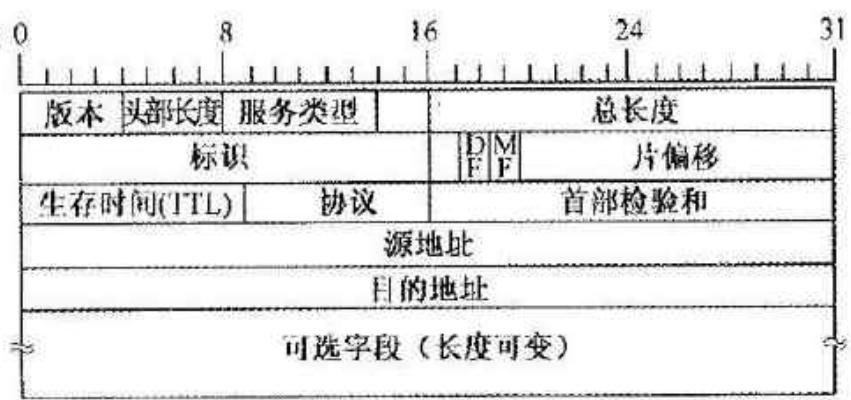 0 8 16 24 31
版本 头部长度 服务类型 总长度
标识 DF MF 片偏移
生存时间(TTL) 协议 首部检验和
源地址
目的地址
可选字段（长度可变）